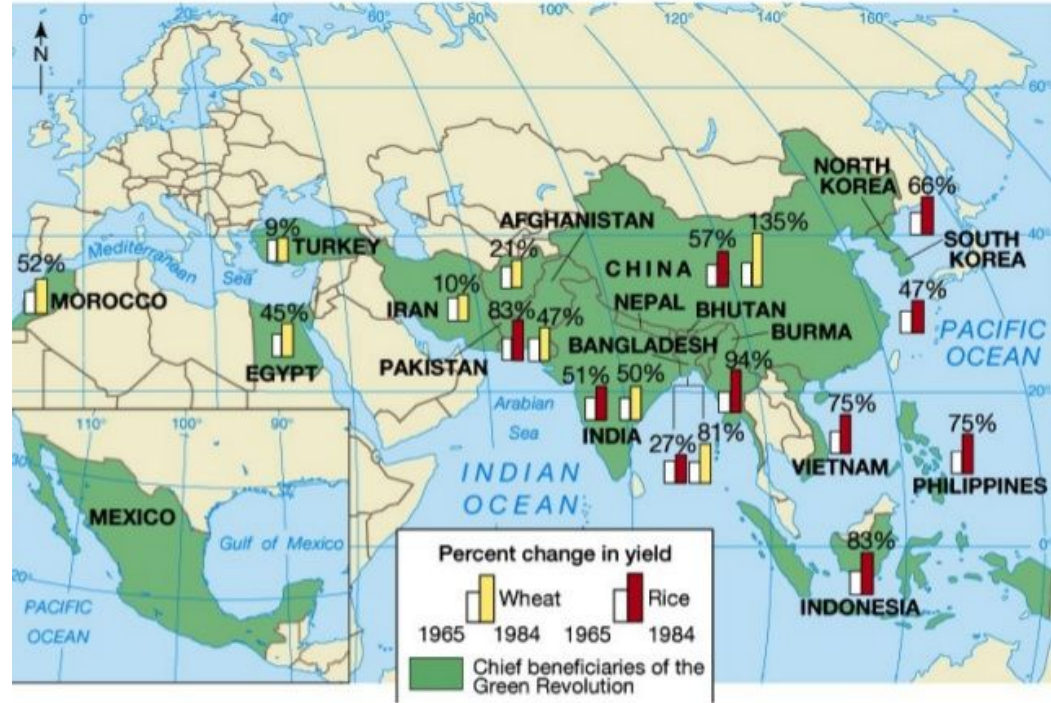 N
0°
20°
40°
60°
80°
100°
120°
140°
160°
60°
NORTH
KOREA
66%
AFGHANISTAN
135%
9%
TURKEY
21%
57%
40°
SOUTH
KOREA
Mediterranean
Sea
52%
MOROCCO
10%
IRAN
CHINA
NEPAL
BHUTAN
47%
45%
EGYPT
83%
47%
PAKISTAN
BANGLADESH
BURMA
PACIFIC
OCEAN
94%
51%
50%
20°
Arabian
Sea
INDIA
27%
81%
75%
VIETNAM
75%
PHILIPPINES
INDIAN
OCEAN
83%
INDONESIA
0°
110°
100°
90°
30°
MEXICO
Gulf of Mexico
20°
PACIFIC
OCEAN
Percent change in yield
Wheat
Rice
1965 1984 1965 1984
Chief beneficiaries of the
Green Revolution